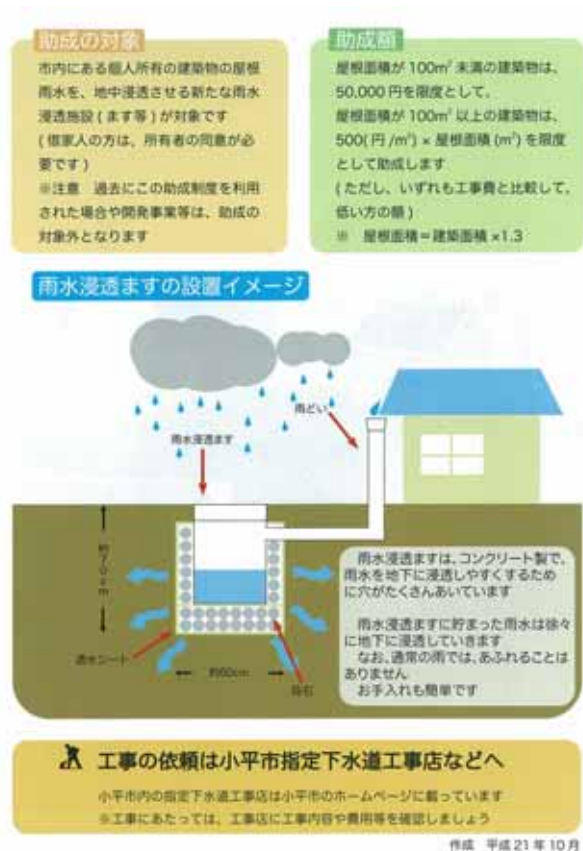 助成の対象
市内にある個人所有の建築物の屋根
雨水を、地中浸透させる新たな雨水
浸透施設(ます等)が対象です
(借家人の方は、所有者の同意が必
要です)
※注意 過去にこの助成制度を利用
された場合や開発事業等は、助成の
対象外となります
助成額
屋根面積が100m²未満の建築物は、
50,000円を限度として、
屋根面積が100m²以上の建築物は、
500(円/m²)×屋根面積(m²)を限度
として助成します
(ただし、いずれも工事費と比較して、
低い方の額)
※ 屋根面積=建築面積×1.3
雨水浸透ますの設置イメージ
雨どい
雨水浸透ます
約70cm
透水シート
約60cm
砕石
雨水浸透ますは、コンクリート製で、
雨水を地下に浸透しやすくするため
に穴がたくさんあいています
雨水浸透ますに貯まった雨水は徐々
に地下に浸透していきます
なお、通常の雨では、あふれることは
ありません
お手入れも簡単です
工事の依頼は小平市指定下水道工事店などへ
小平市内の指定下水道工事店は小平市のホームページに載っています
※工事にあたっては、工事店に工事内容や費用等を確認しましょう
作成 平成21年10月